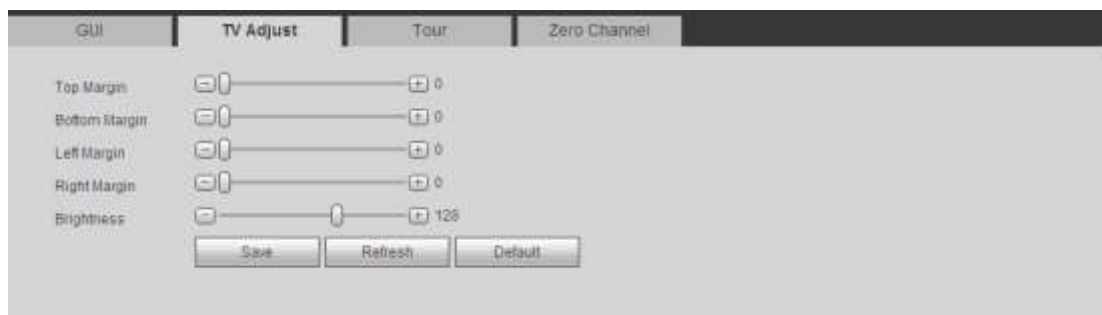 GUI TV Adjust Tour Zero Channel
Top Margin 0
Bottom Margin 0
Left Margin 0
Right Margin 0
Brightness 128
Save Refresh Default